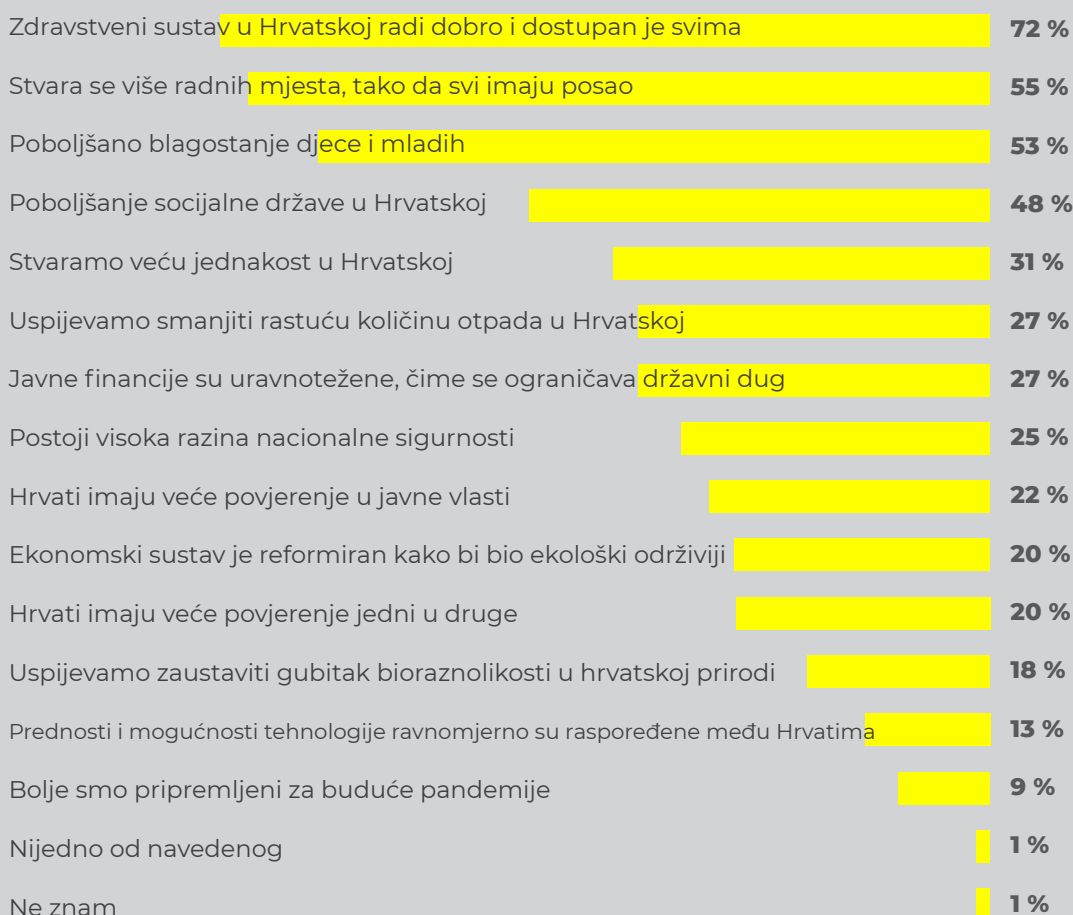 Zdravstveni sustav u Hrvatskoj radi dobro i dostupan je svima 72 %
Stvara se više radnih mjesta, tako da svi imaju posao 55 %
Poboljšano blagostanje djece i mladih 53 %
Poboljšanje socijalne države u Hrvatskoj 48 %
Stvaramo veću jednakost u Hrvatskoj 31 %
Uspijevamo smanjiti rastuću količinu otpada u Hrvatskoj 27 %
Javne financije su uravnotežene, čime se ograničava državni dug 27 %
Postoji visoka razina nacionalne sigurnosti 25 %
Hrvati imaju veće povjerenje u javne vlasti 22 %
Ekonomski sustav je reformiran kako bi bio ekološki održiviji 20 %
Hrvati imaju veće povjerenje jedni u druge 20 %
Uspijevamo zaustaviti gubitak bioraznolikosti u hrvatskoj prirodi 18 %
Prednosti i mogućnosti tehnologije ravnomjerno su raspoređene među Hrvatima 13 %
Bolje smo pripremljeni za buduće pandemije 9 %
Nijedno od navedenog 1 %
Ne znam 1 %